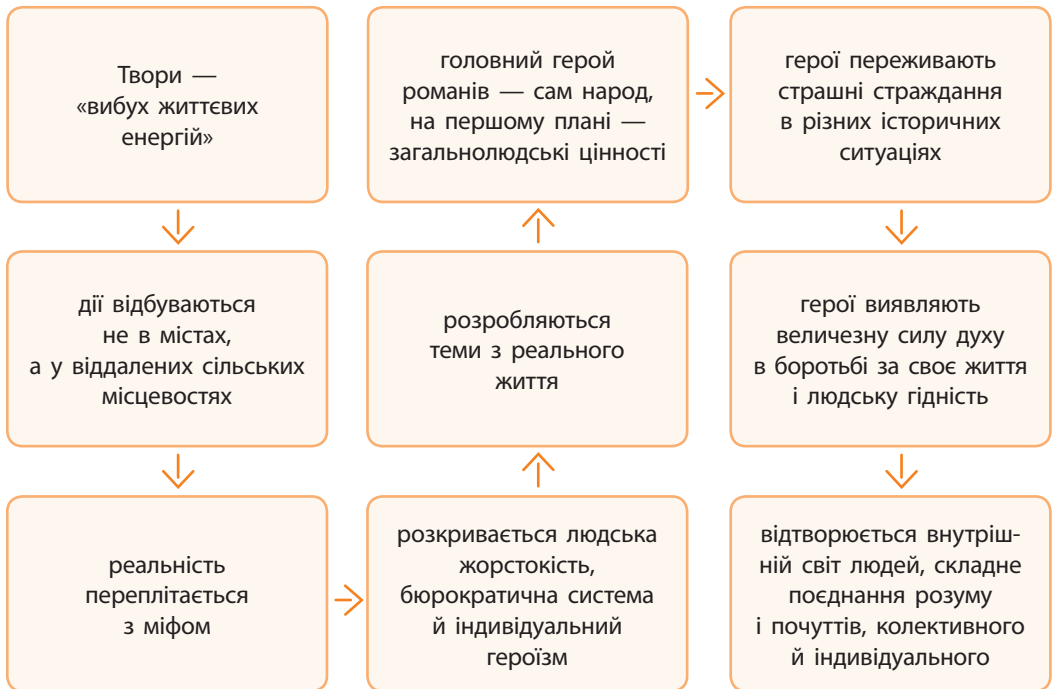 Твори —
«вибух життєвих
енергій»
дії відбуваються
не в містах,
а у віддалених сільських
місцевостях
реальність
переплітається
з міфом
розкривається людська
жорстокість,
бюрократична система
й індивідуальний
героїзм
розробляються
теми з реального
життя
головний герой
романів — сам народ,
на першому плані —
загальнолюдські цінності
герої переживають
страшні страждання
в різних історичних
ситуаціях
герої виявляють
величезну силу духу
в боротьбі за своє життя
і людську гідність
відтворюється внутріш-
ній світ людей, складне
поєднання розуму
і почуттів, колективного
й індивідуального